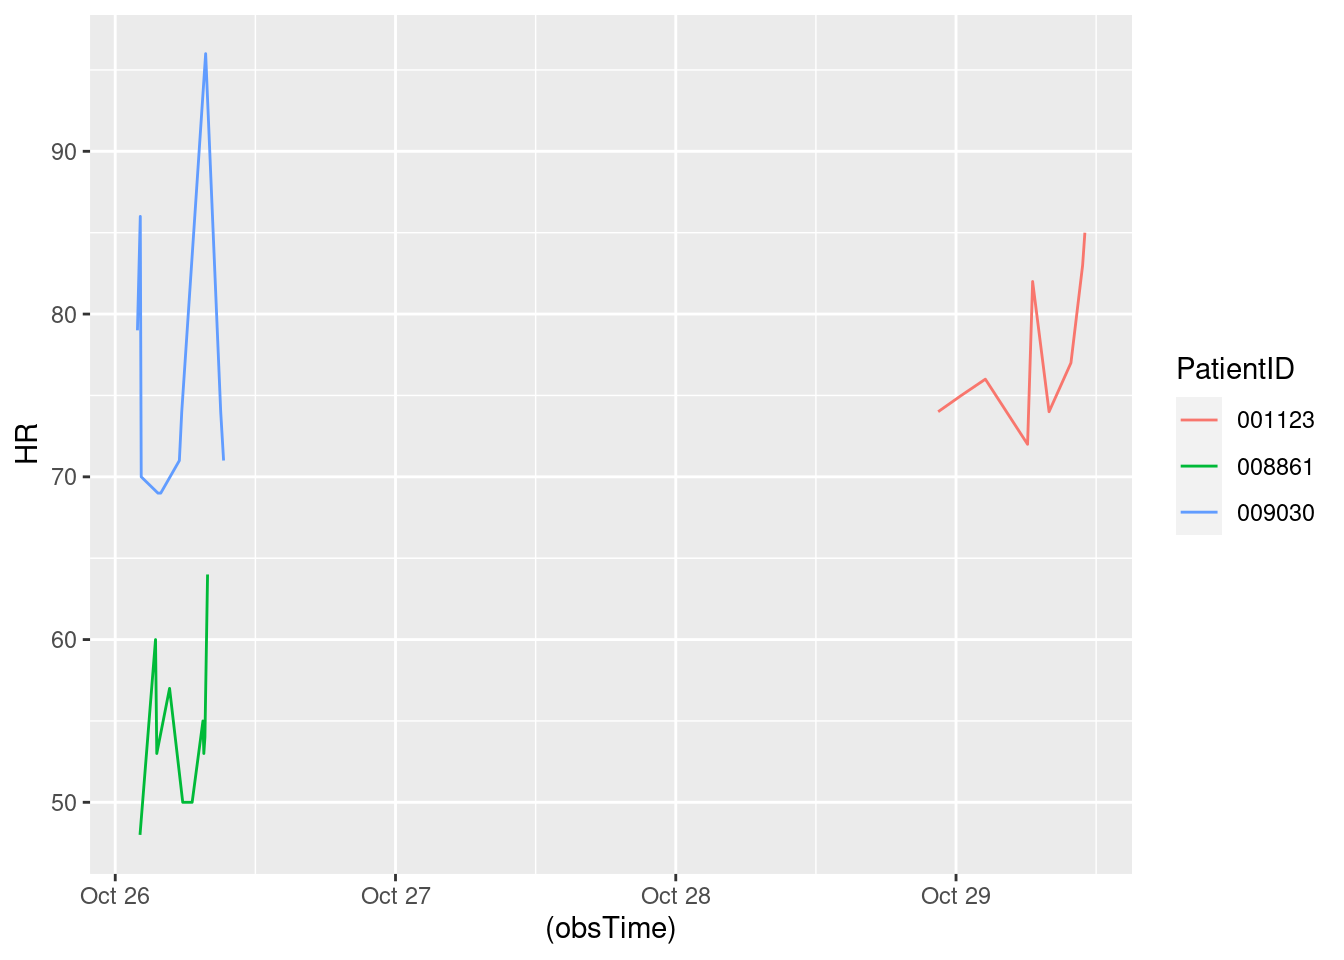 90
80
70
60
50
HR
Oct 26
Oct 27
Oct 28
Oct 29
(obsTime)
PatientID
001123
008861
009030